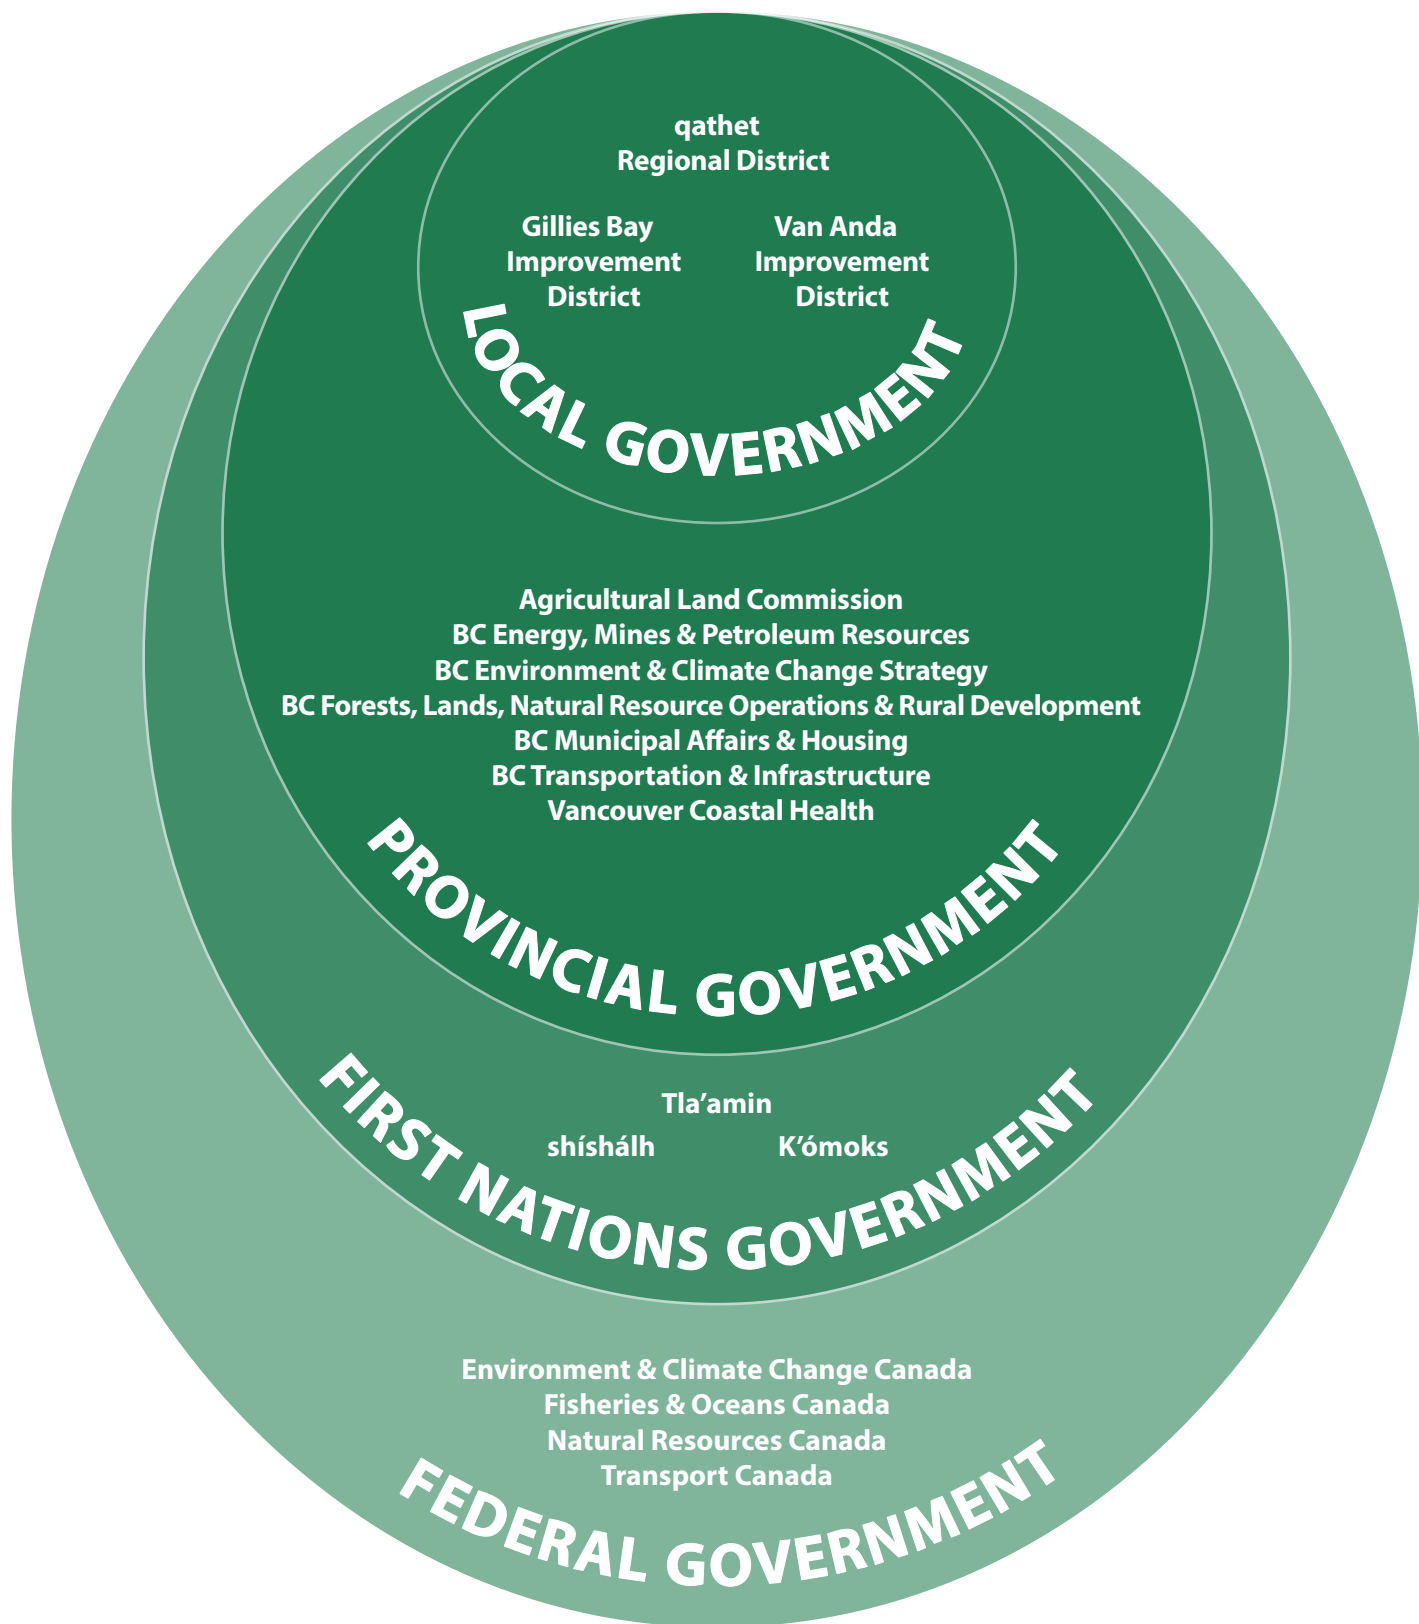 qathet
Regional District
Gillies Bay
Improvement
District
Van Anda
Improvement
District
LOCAL GOVERNMENT
Agricultural Land Commission
BC Energy, Mines & Petroleum Resources
BC Environment & Climate Change Strategy
BC Forests, Lands, Natural Resource Operations & Rural Development
BC Municipal Affairs & Housing
BC Transportation & Infrastructure
Vancouver Coastal Health
PROVINCIAL GOVERNMENT
Tla’amin
shíshálh
K’ómoks
FIRST NATIONS GOVERNMENT
Environment & Climate Change Canada
Fisheries & Oceans Canada
Natural Resources Canada
Transport Canada
FEDERAL GOVERNMENT